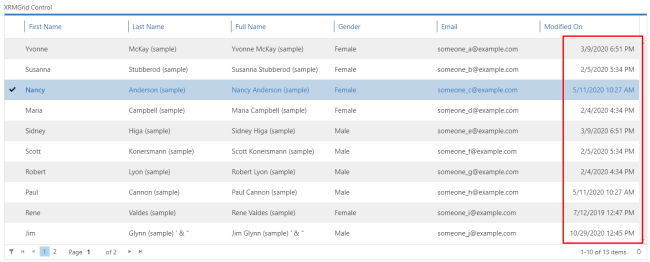 XRMGrid Control
First Name Last Name Full Name Gender Email Modified On
Yvonne McKay (sample) Yvonne McKay (sample) Female someone_a@example.com 3/9/2020 6:51 PM
Susanna Stubberod (sample) Susanna Stubberod (sample) Female someone_b@example.com 2/5/2020 5:34 PM
Nancy Anderson (sample) Nancy Anderson (sample) Female someone_c@example.com 5/11/2020 10:27 AM
Maria Campbell (sample) Maria Campbell (sample) Female someone_d@example.com 2/4/2020 4:34 PM
Sidney Higa (sample) Sidney Higa (sample) Male someone_e@example.com 3/9/2020 6:51 PM
Scott Konersmann (sample) Scott Konersmann (sample) Male someone_f@example.com 2/5/2020 5:34 PM
Robert Lyon (sample) Robert Lyon (sample) Male someone_g@example.com 2/4/2020 4:34 PM
Paul Cannon (sample) Paul Cannon (sample) Male someone_h@example.com 5/11/2020 10:27 AM
Rene Valdes (sample) Rene Valdes (sample) Female someone_i@example.com 7/12/2019 12:47 PM
Jim Glynn (sample) ` & " Jim Glynn (sample) ` & " Male someone_j@example.com 10/29/2020 12:45 PM
1 2 Page 1 of 2 1-10 of 13 items